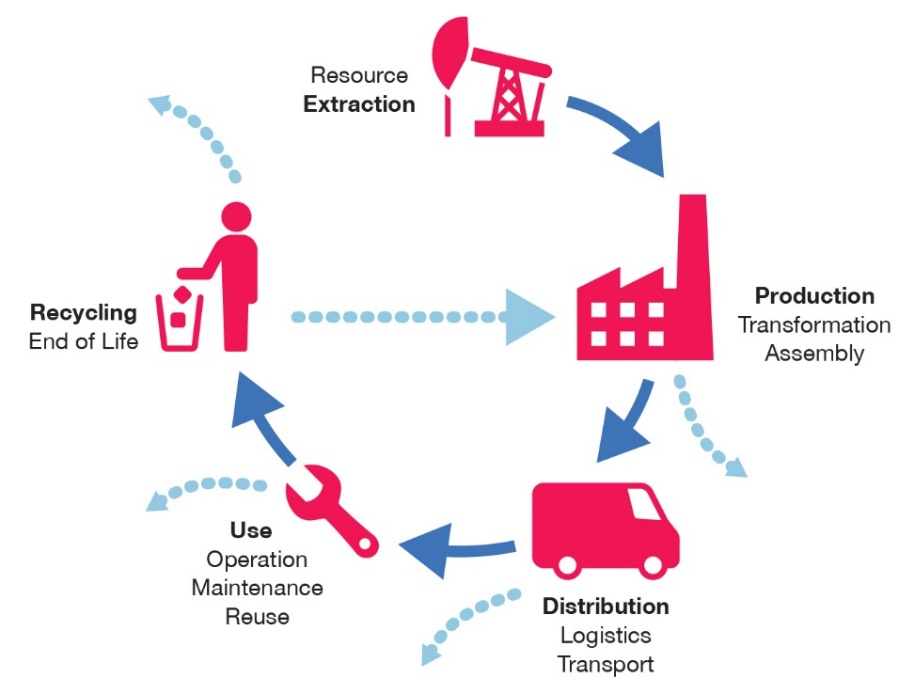 Resource
Extraction
Production
Transformation
Assembly
Distribution
Logistics
Transport
Use
Operation
Maintenance
Reuse
Recycling
End of Life